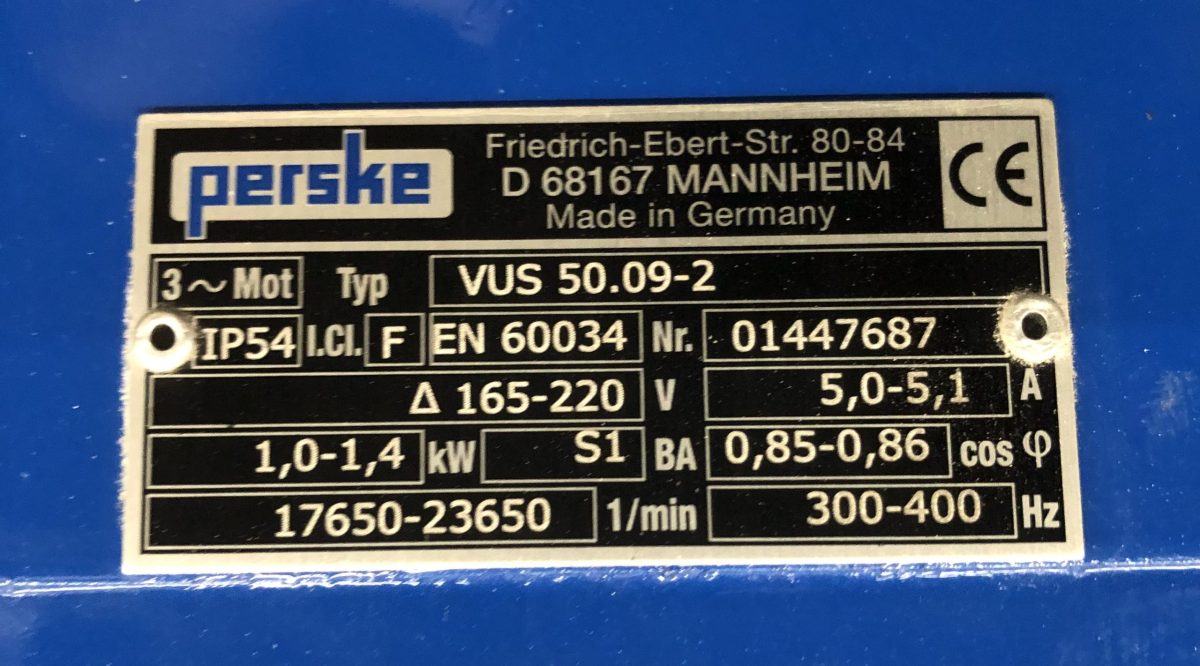 perske
Friedrich-Ebert-Str. 80-84
D 68167 MANNHEIM
Made in Germany
CE
3 ~ Mot Typ VUS 50.09-2
IP54 I.Cl. F EN 60034 Nr. 01447687
Δ 165-220 V 5,0-5,1 A
1,0-1,4 kW S1 BA 0,85-0,86 cos φ
17650-23650 1/min 300-400 Hz